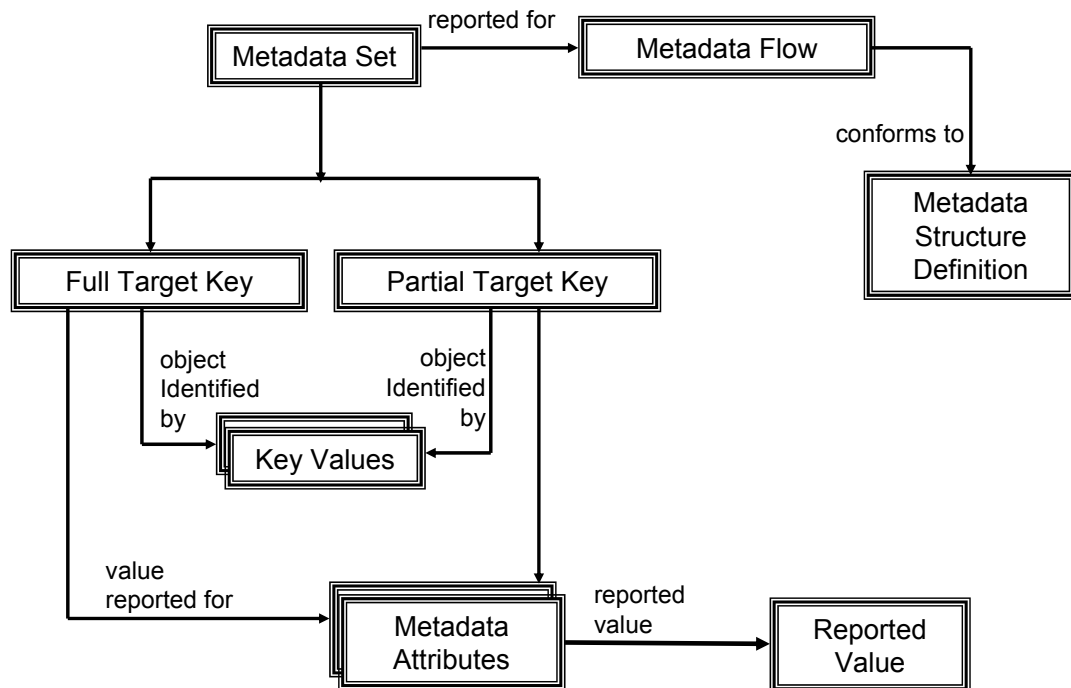 reported for
Metadata Set
Metadata Flow
conforms to
Metadata
Structure
Definition
Full Target Key
Partial Target Key
object
Identified
by
object
Identified
by
Key Values
value
reported for
reported
value
Metadada
Attributes
Reported
Value